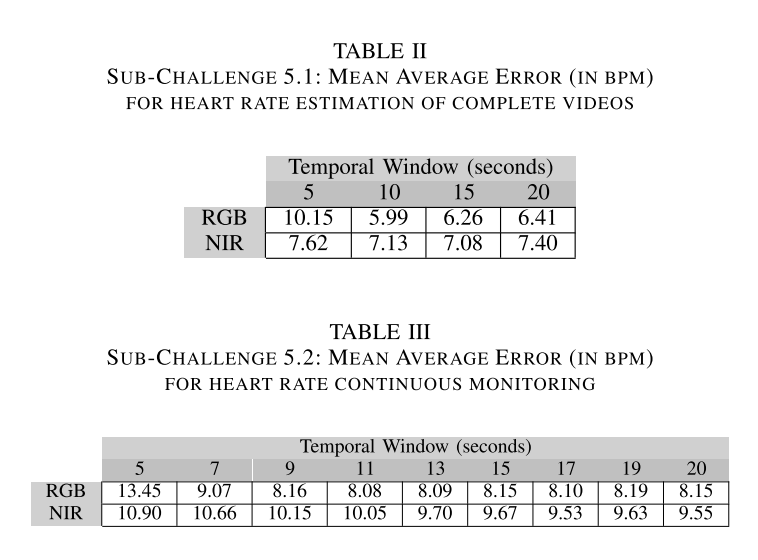 TABLE II
SUB-CHALLENGE 5.1: MEAN AVERAGE ERROR (IN BPM)
FOR HEART RATE ESTIMATION OF COMPLETE VIDEOS
Temporal Window (seconds)
5 10 15 20
RGB 10.15 5.99 6.26 6.41
NIR 7.62 7.13 7.08 7.40
TABLE III
SUB-CHALLENGE 5.2: MEAN AVERAGE ERROR (IN BPM)
FOR HEART RATE CONTINUOUS MONITORING
Temporal Window (seconds)
5 7 9 11 13 15 17 19 20
RGB 13.45 9.07 8.16 8.08 8.09 8.15 8.10 8.19 8.15
NIR 10.90 10.66 10.15 10.05 9.70 9.67 9.53 9.63 9.55